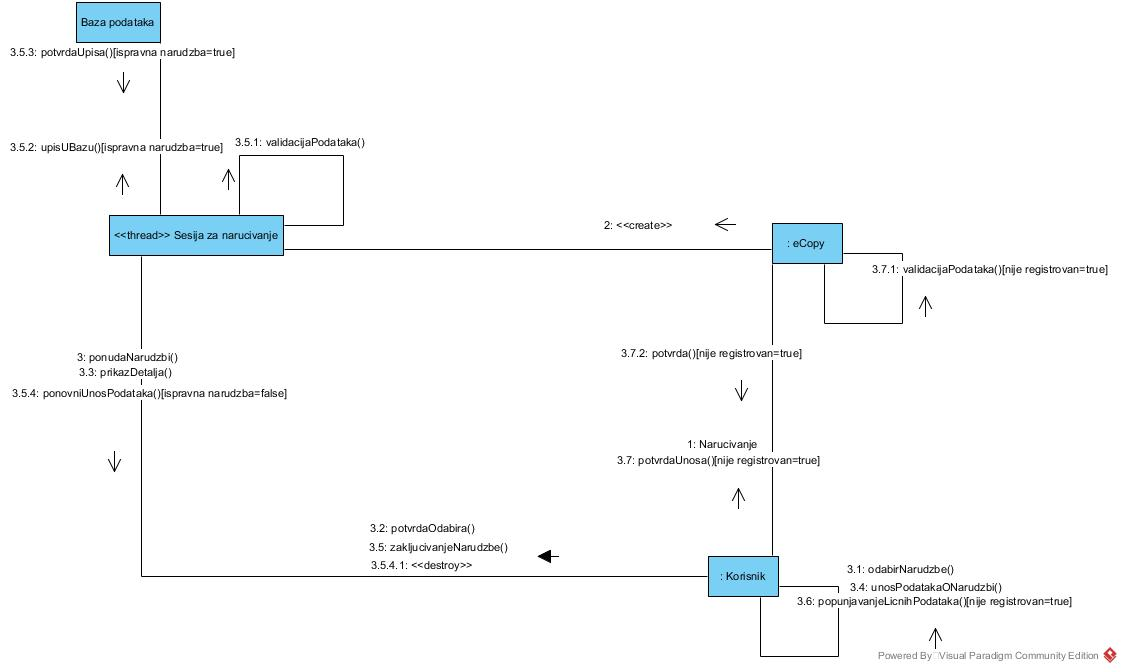 Baza podataka
3.5.3: potvrdaUpisa()[ispravna narudzba=true]
3.5.2: upisUBazu()[ispravna narudzba=true]
3.5.1: validacijaPodataka()
<<thread>> Sesija za narucivanje
2: <<create>>
: eCopy
3.7.1: validacijaPodataka()[nije registrovan=true]
3: ponudaNarudzbi()
3.3: prikazDetalja()
3.5.4: ponovniUnosPodataka()[ispravna narudzba=false]
3.7.2: potvrda()[nije registrovan=true]
1: Narucivanje
3.7: potvrdaUnosa()[nije registrovan=true]
3.2: potvrdaOdabira()
3.5: zakljucivanjeNarudzbe()
3.5.4.1: <<destroy>>
: Korisnik
3.1: odabirNarudzbe()
3.4: unosPodatakaONarudzbi()
3.6: popunjavanjeLicnihPodataka()[nije registrovan=true]
Powered By Visual Paradigm Community Edition